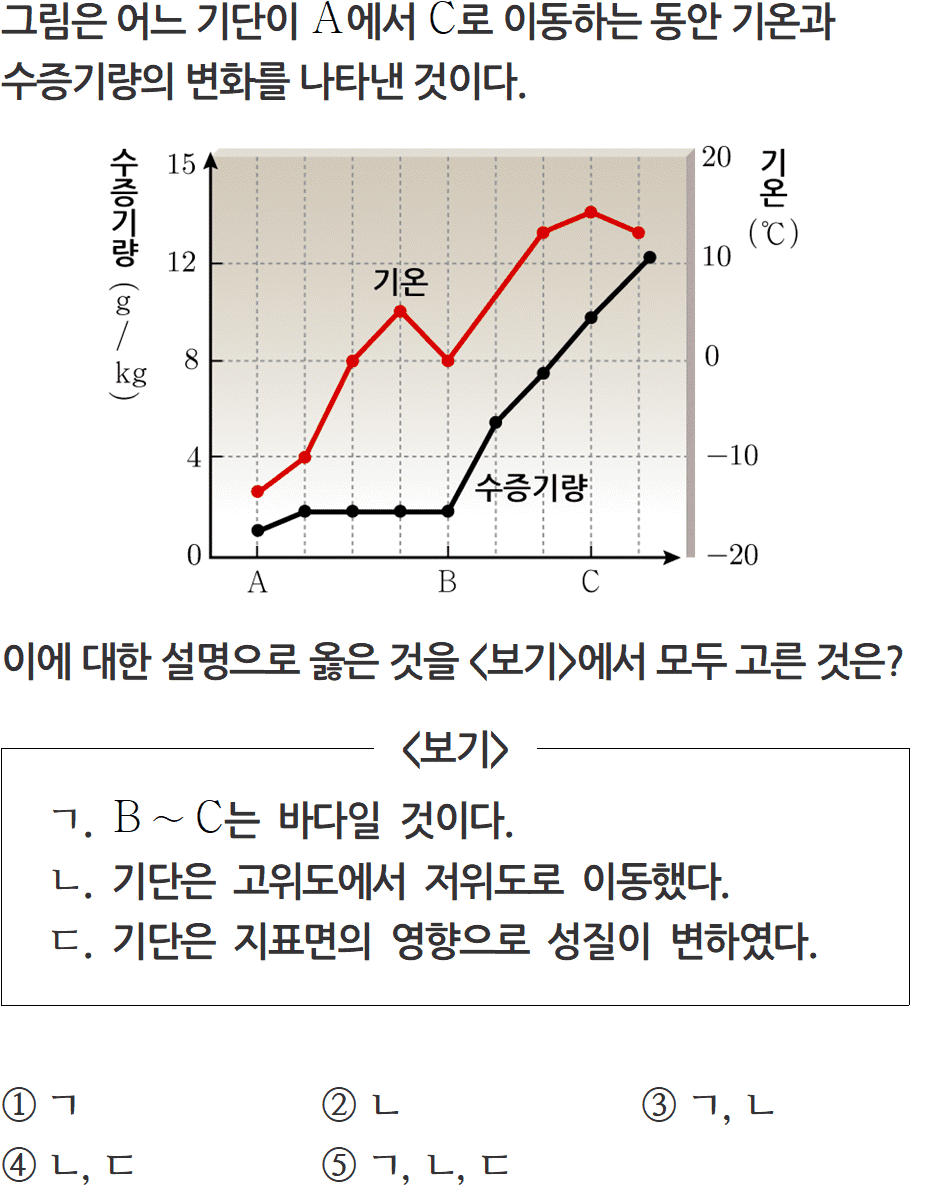 그림은 어느 기단이 A에서 C로 이동하는 동안 기온과
수증기량의 변화를 나타낸 것이다.
수증기량(g/kg)
15
12
8
4
0
기온
(℃)
20
10
0
−10
−20
기온
수증기량
A B C
이에 대한 설명으로 옳은 것을 <보기>에서 모두 고른 것은?
<보기>
ㄱ. B ~ C는 바다일 것이다.
ㄴ. 기단은 고위도에서 저위도로 이동했다.
ㄷ. 기단은 지표면의 영향으로 성질이 변하였다.
① ㄱ ② ㄴ ③ ㄱ, ㄴ
④ ㄴ, ㄷ ⑤ ㄱ, ㄴ, ㄷ